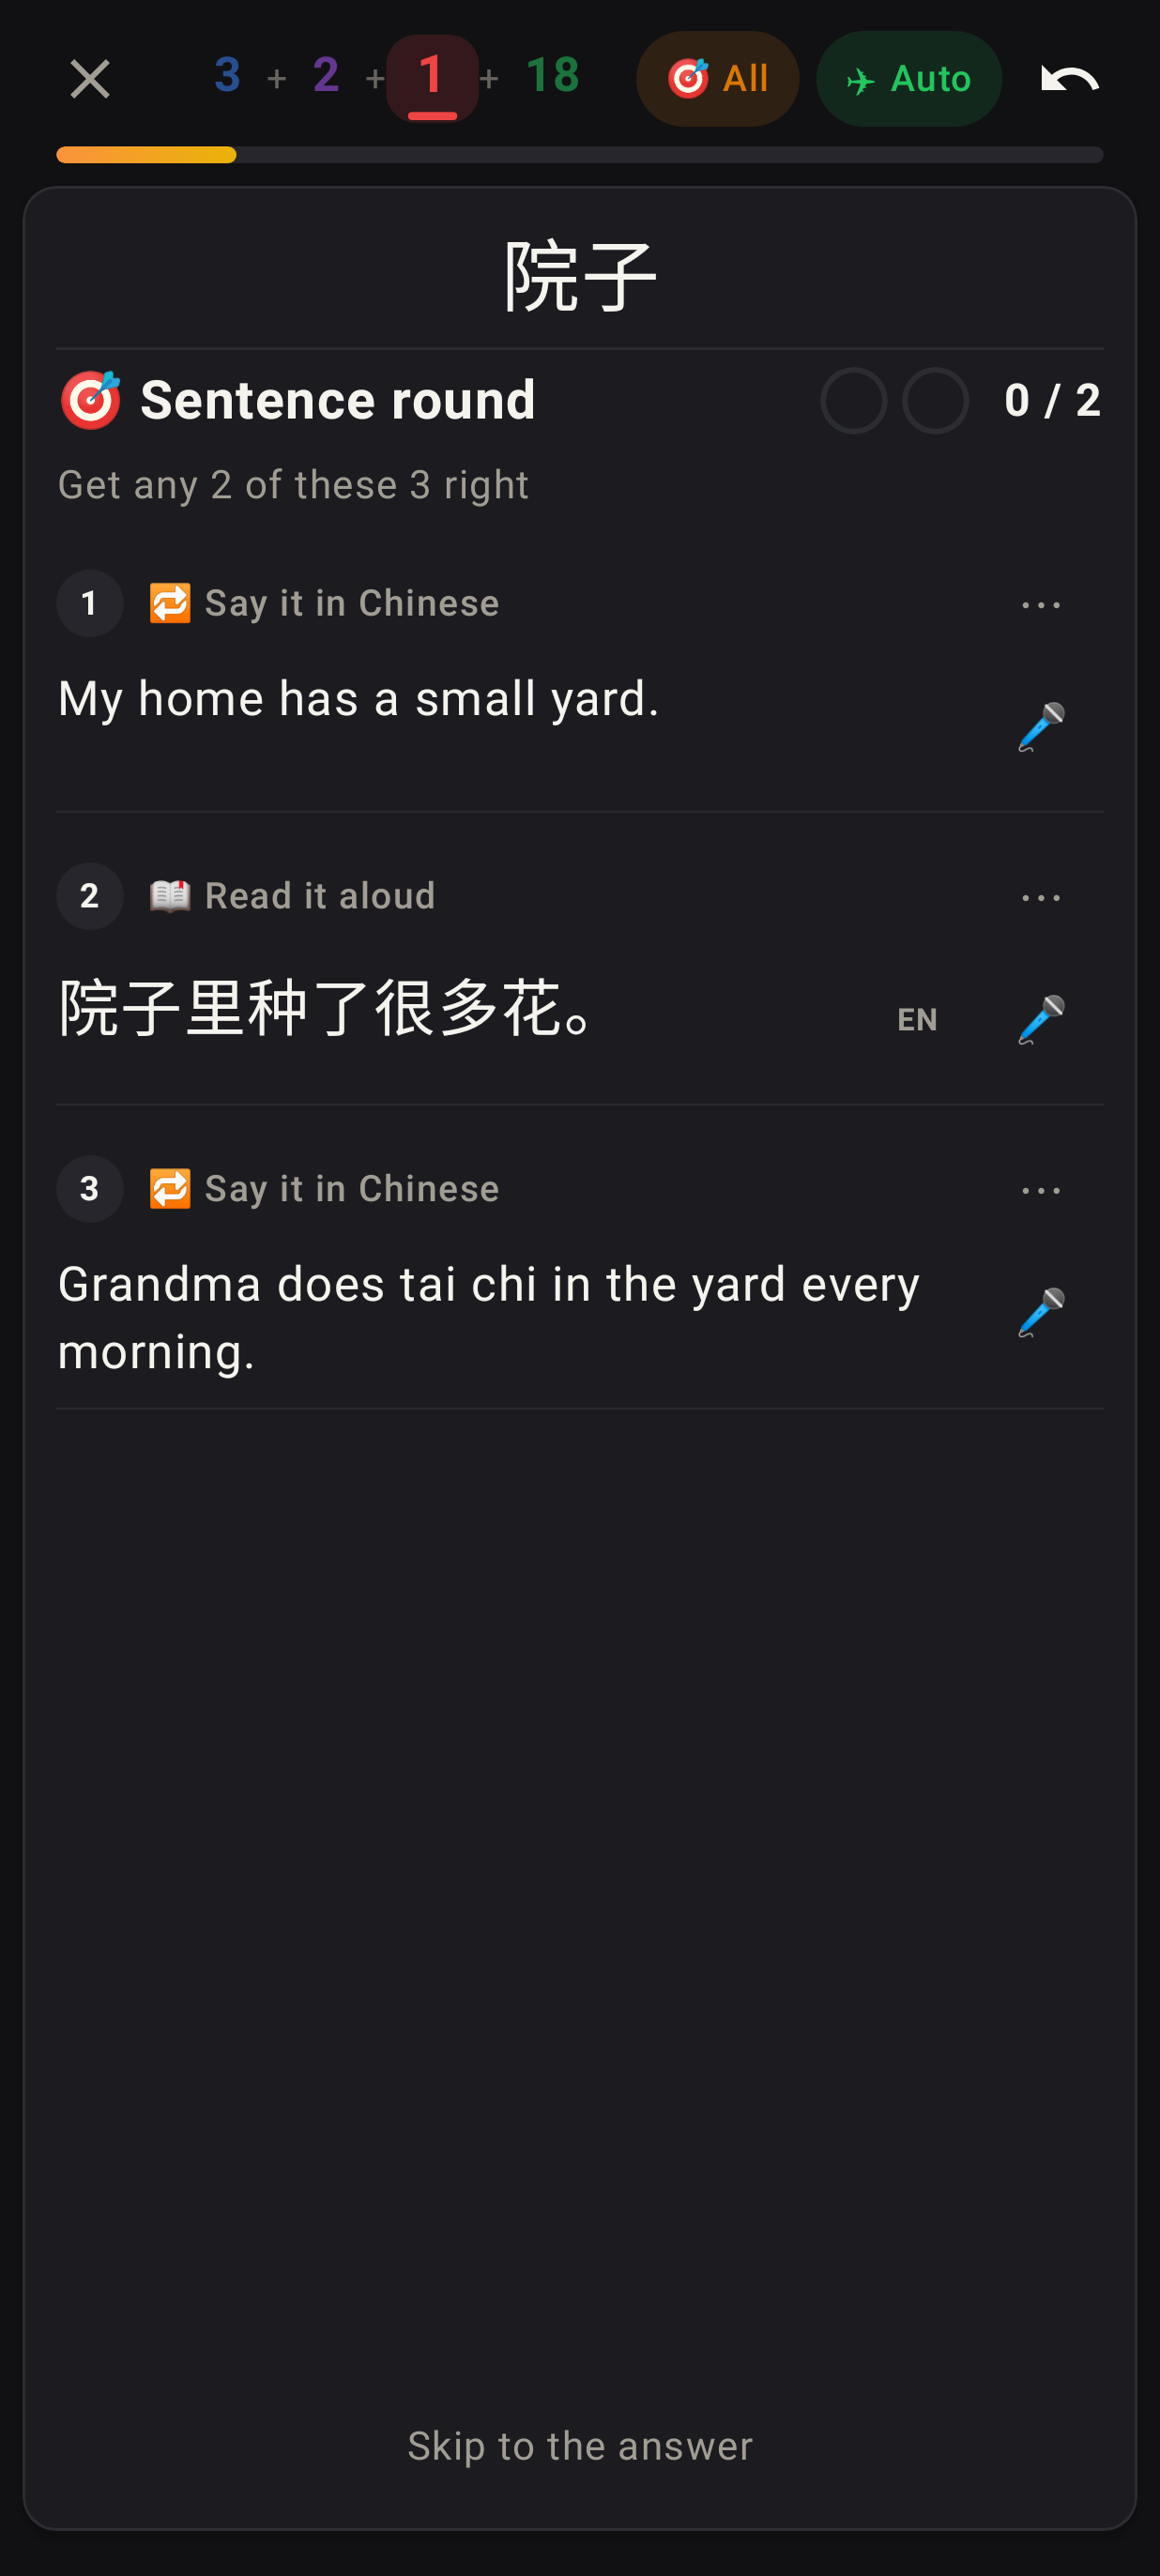 3 + 2 + 1 + 18 🎯 All ✈ Auto
院子
🎯 Sentence round 0 / 2
Get any 2 of these 3 right
1 🔁 Say it in Chinese ...
My home has a small yard.
2 📖 Read it aloud ...
院子里种了很多花。 EN
3 🔁 Say it in Chinese ...
Grandma does tai chi in the yard every
morning.
Skip to the answer